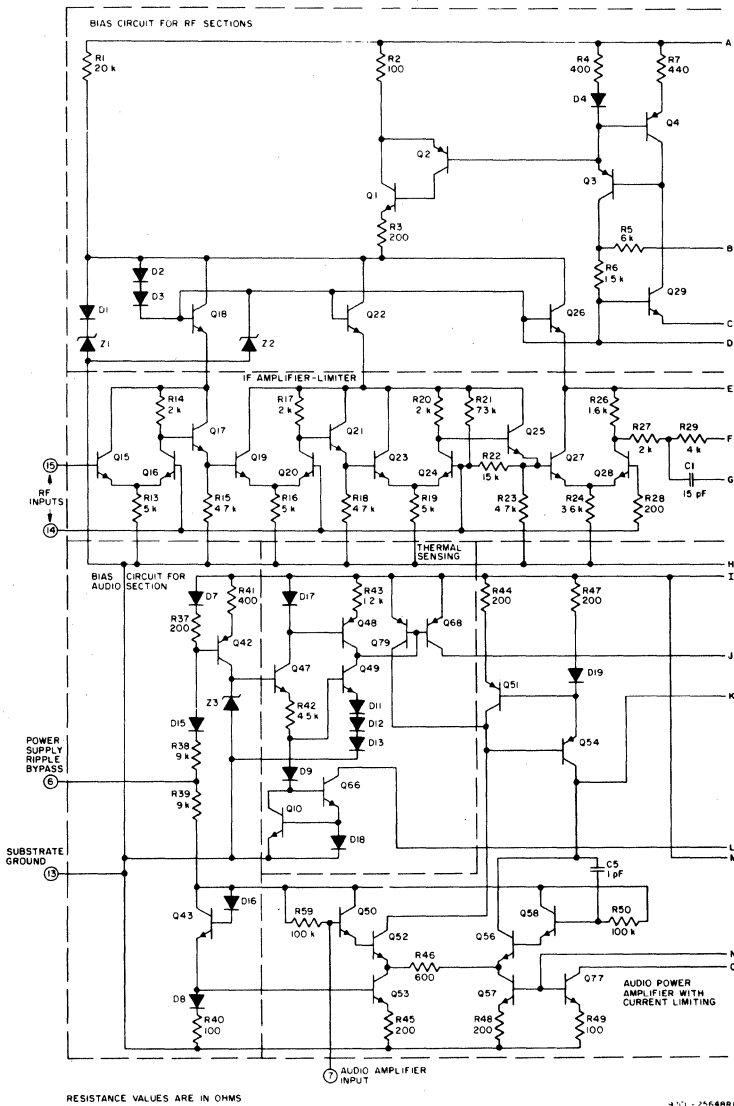 BIAS CIRCUIT FOR RF SECTIONS
R1
20 k
R2
100
R4
400
R7
440
A
D4
Q4
Q2
Q3
Q1
R3
200
R5
6 k
B
R6
1.5 k
D2
D3
Q29
D1
Q18
Z2
Q22
Q26
C
D
Z1
IF AMPLIFIER-LIMITER
E
R14
2 k
R17
2 k
R20
2 k
R21
73 k
R26
1.6 k
Q17
Q21
Q25
R27
2 k
R29
4 k
F
Q15
Q16
Q19
Q20
Q23
Q24
R22
15 k
Q27
Q28
C1
15 pF
G
15
RF
INPUTS
14
R13
5 k
R15
4.7 k
R16
5 k
R18
4.7 k
R19
5 k
R23
4.7 k
R24
3.6 k
R28
200
THERMAL
SENSING
H
BIAS CIRCUIT FOR
AUDIO SECTION
I
D7
R41
400
D17
R43
1.2 k
R44
200
R47
200
R37
200
Q42
Q48
Q79
Q68
J
Q47
Q49
Q51
D19
Z3
R42
4.5 k
D11
D12
D13
K
D15
R38
9 k
Q54
POWER
SUPPLY
RIPPLE
BYPASS
6
D9
Q66
R39
9 k
Q10
D18
L
SUBSTRATE
GROUND
13
M
C5
1 pF
Q43
D16
R59
100 k
Q50
Q52
Q56
Q58
R50
100 k
R46
600
N
Q53
Q57
Q77
O
D8
R40
100
R45
200
R48
200
R49
100
AUDIO POWER
AMPLIFIER WITH
CURRENT LIMITING
7
AUDIO AMPLIFIER
INPUT
RESISTANCE VALUES ARE IN OHMS